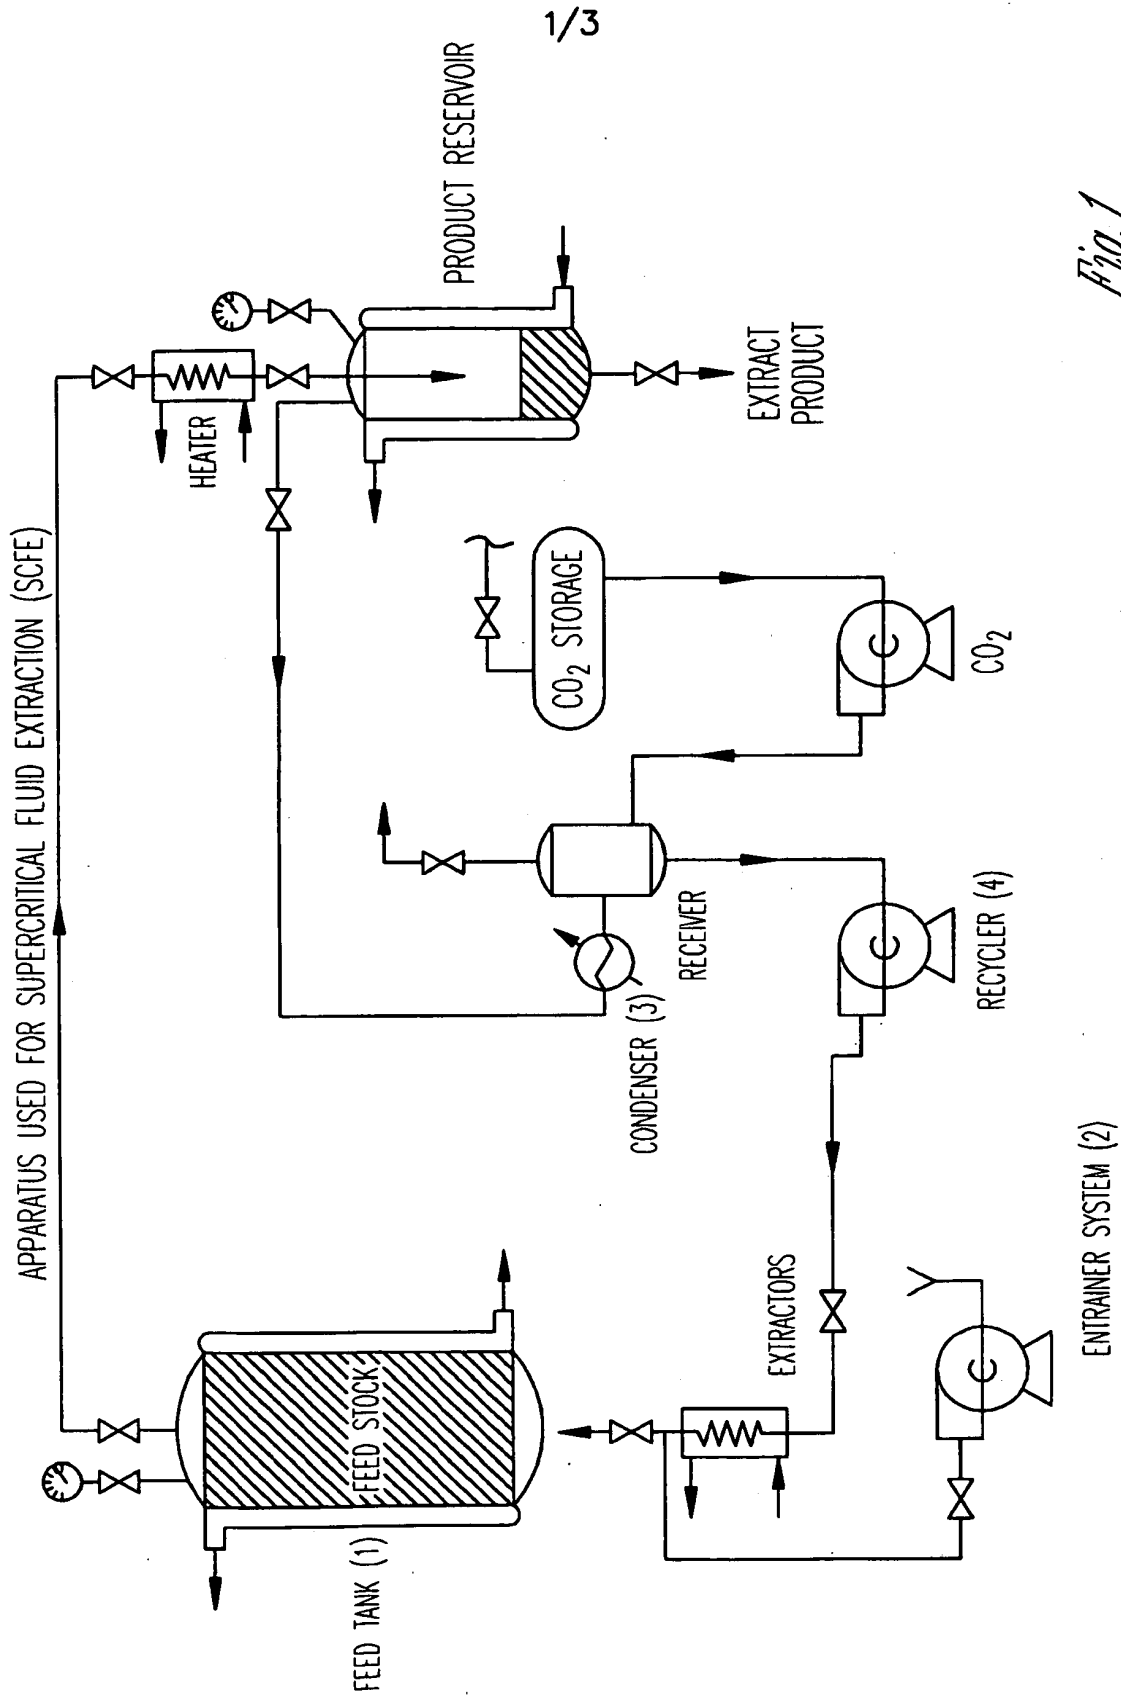 1/3
APPARATUS USED FOR SUPERCRITICAL FLUID EXTRACTION (SCFE)
HEATER
PRODUCT RESERVOIR
EXTRACT
PRODUCT
CO₂ STORAGE
CO₂
RECEIVER
CONDENSER (3)
RECYCLER (4)
FEED STOCK
FEED TANK (1)
EXTRACTORS
ENTRAINER SYSTEM (2)
Fig. 1